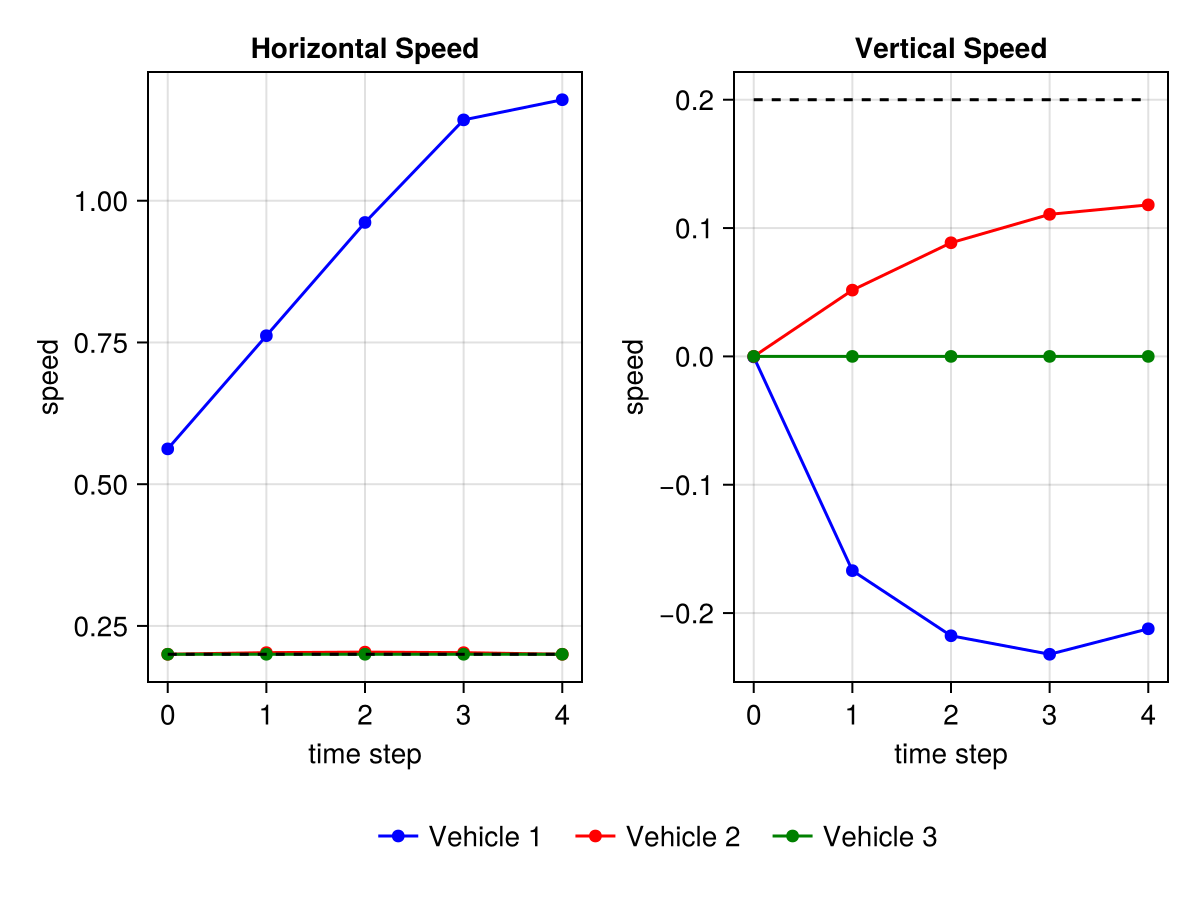 Horizontal Speed
speed
1.00
0.75
0.50
0.25
0 1 2 3 4
time step
Vertical Speed
speed
0.2
0.1
0.0
−0.1
−0.2
0 1 2 3 4
time step
Vehicle 1 Vehicle 2 Vehicle 3